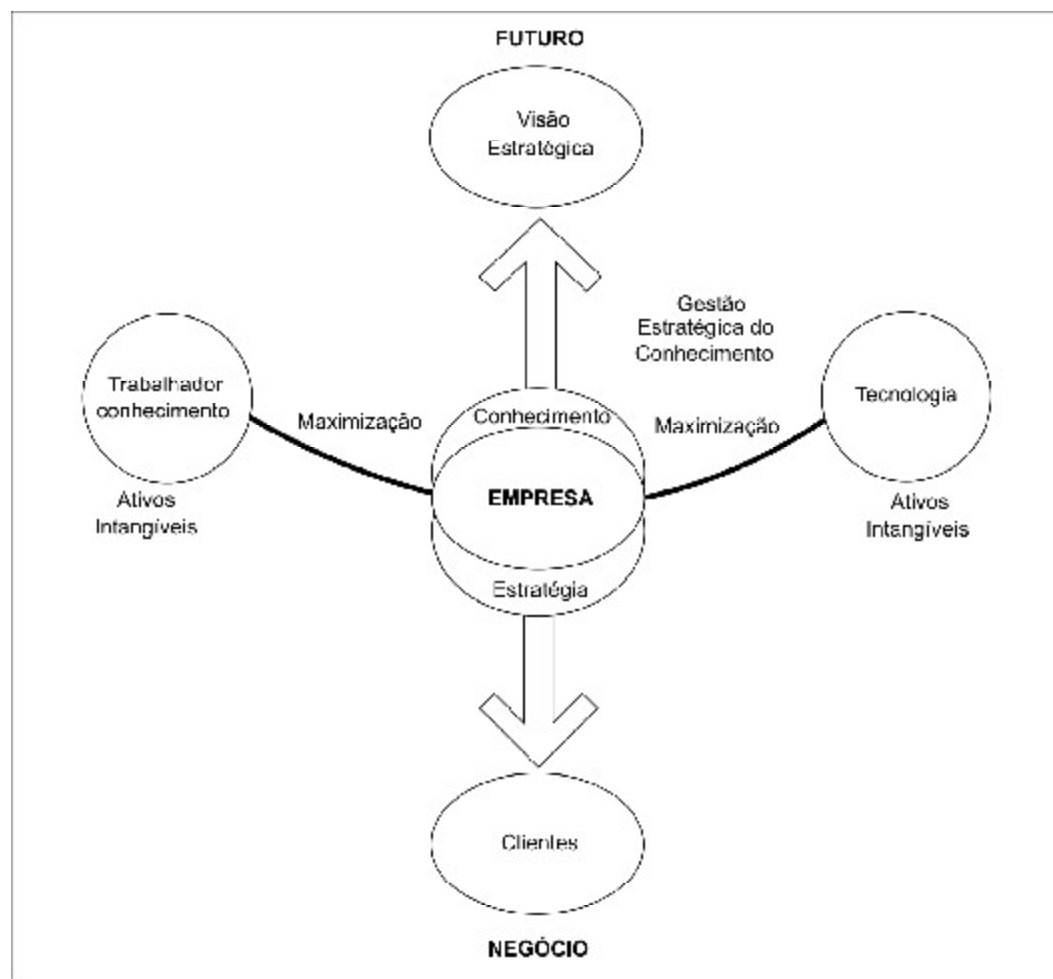 FUTURO
Visão
Estratégica
Gestão
Estratégica do
Conhecimento
Trabalhador
conhecimento
Tecnologia
Maximização
Conhecimento
Maximização
EMPRESA
Ativos
Intangíveis
Ativos
Intangíveis
Estratégia
Clientes
NEGÓCIO